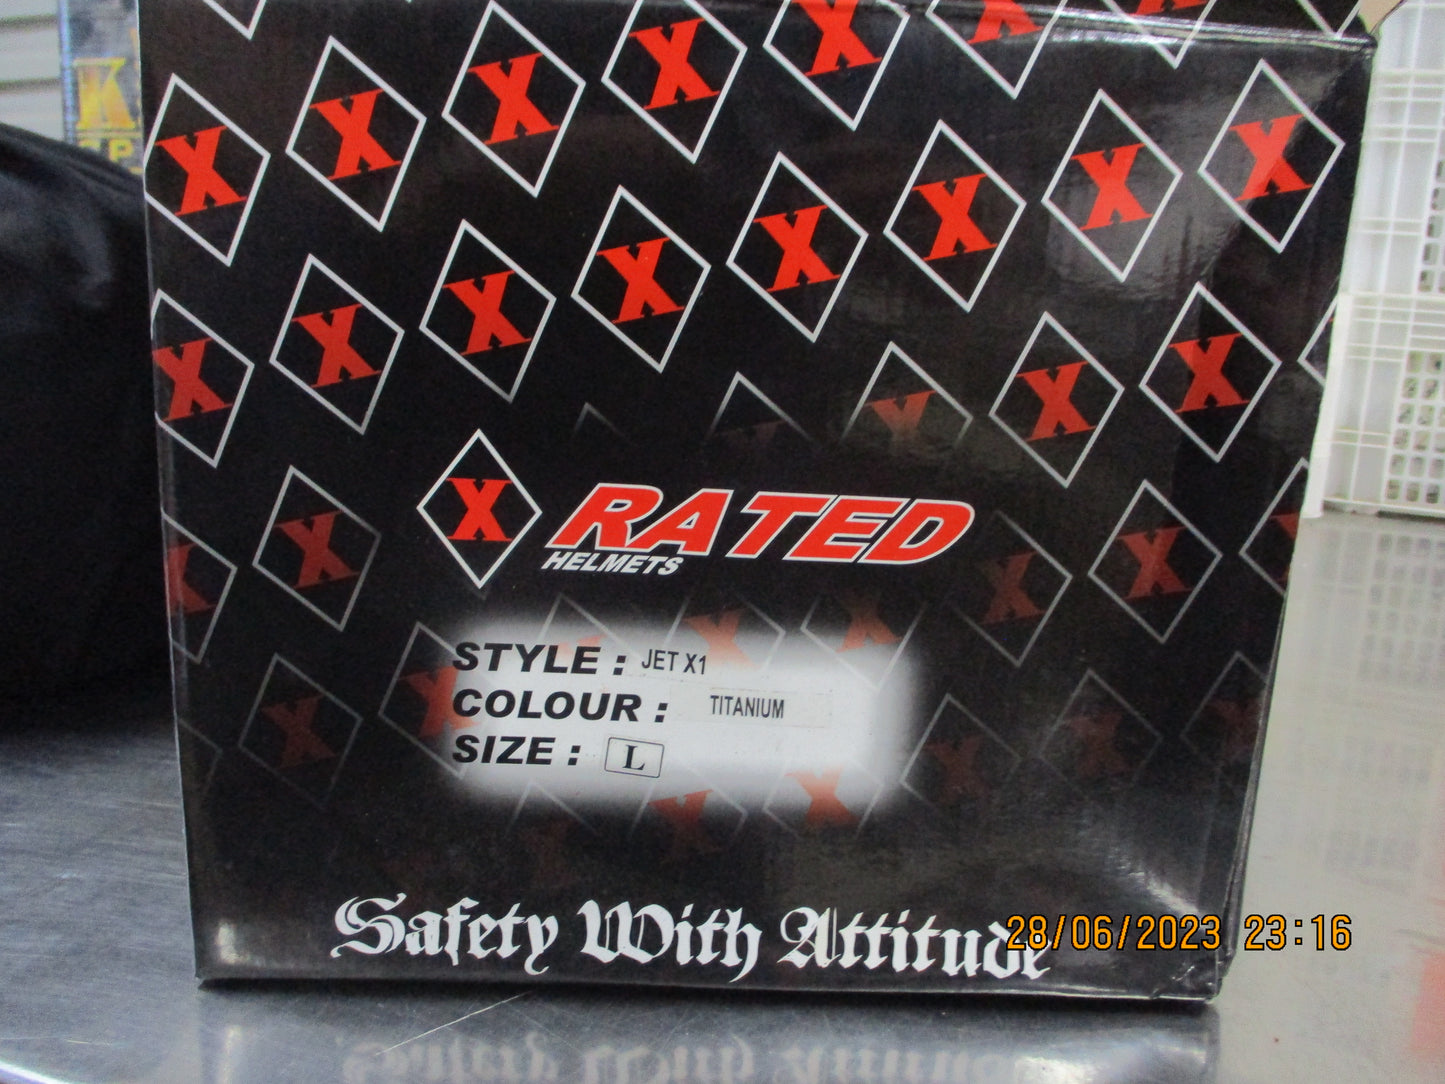 K
X RATED
HELMETS
STYLE : JET X1
COLOUR : TITANIUM
SIZE : L
Safety With Attitude
28/06/2023 23:16